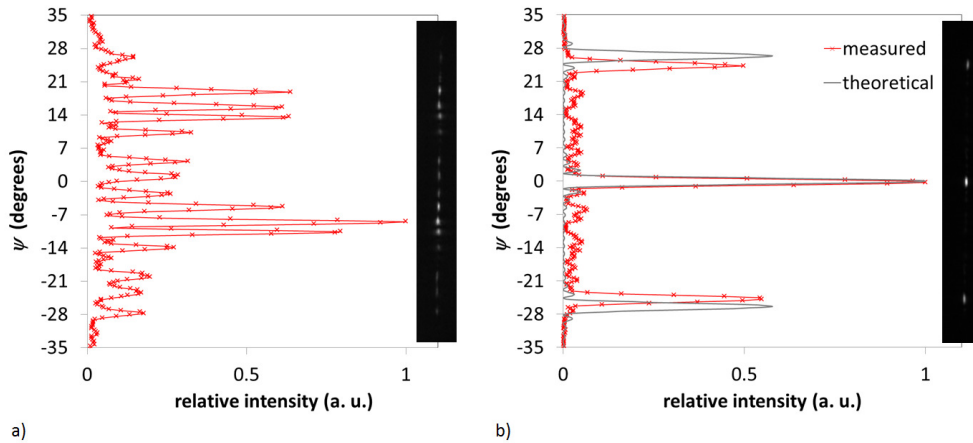 35
28
21
14
7
0
-7
-14
-21
-28
-35
ψ (degrees)
0 0.5 1
relative intensity (a. u.)
a)
35
28
21
14
7
0
-7
-14
-21
-28
-35
ψ (degrees)
measured
theoretical
0 0.5 1
relative intensity (a. u.)
b)